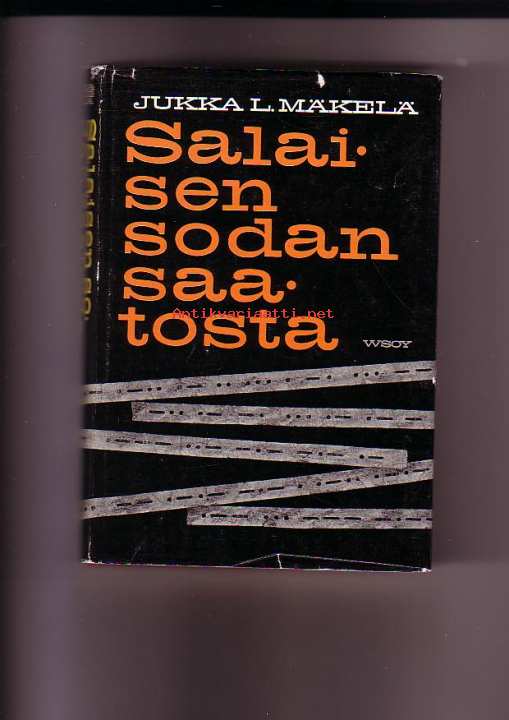 JUKKA L. MÄKELÄ
Salai-
sen
sodan
saa-
tosta
Antikvariaatti.net
WSOY